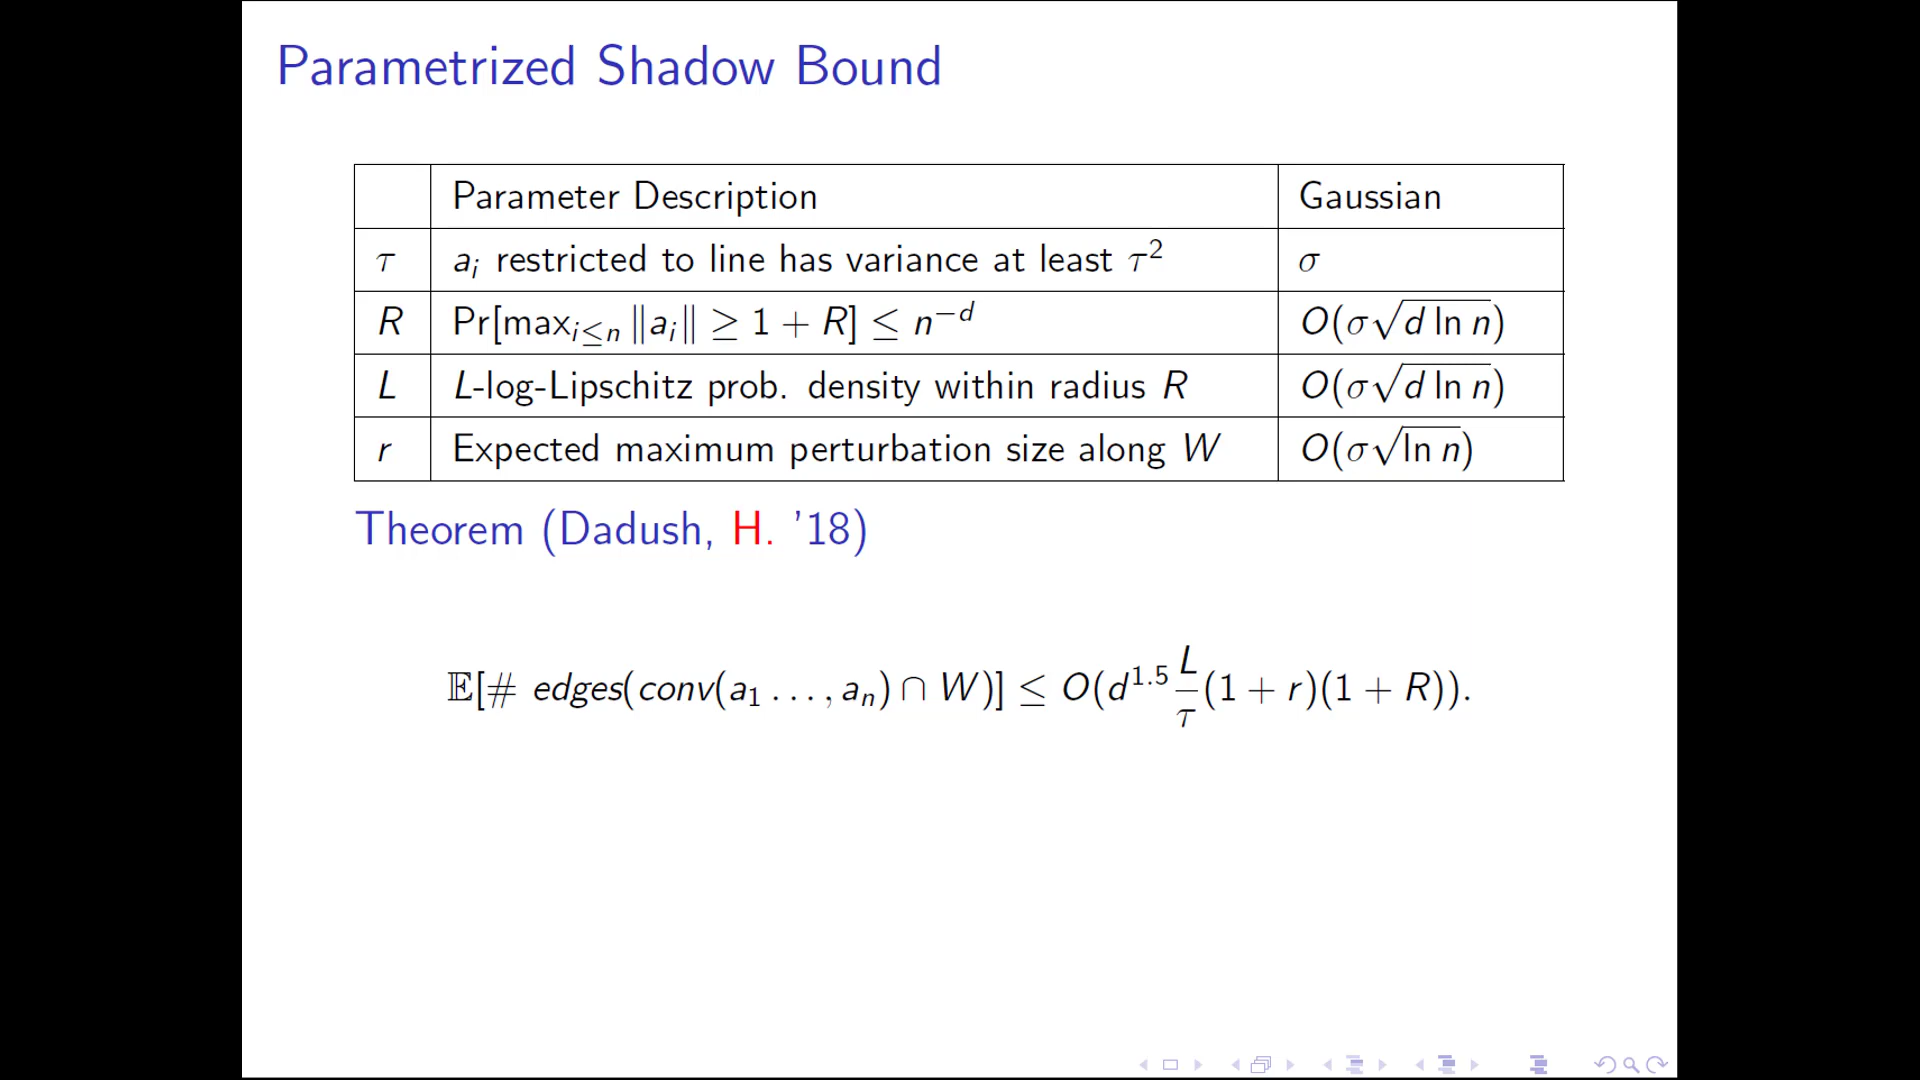 Parametrized Shadow Bound
Parameter Description Gaussian
τ a_i restricted to line has variance at least τ² σ
R Pr[max_{i≤n} ‖a_i‖ ≥ 1 + R] ≤ n^{−d} O(σ√(d ln n))
L L-log-Lipschitz prob. density within radius R O(σ√(d ln n))
r Expected maximum perturbation size along W O(σ√(ln n))
Theorem (Dadush, H. ’18)
𝔼[# edges(conv(a_1 . . . , a_n) ∩ W)] ≤ O(d^{1.5} \frac{L}{τ}(1 + r)(1 + R)).